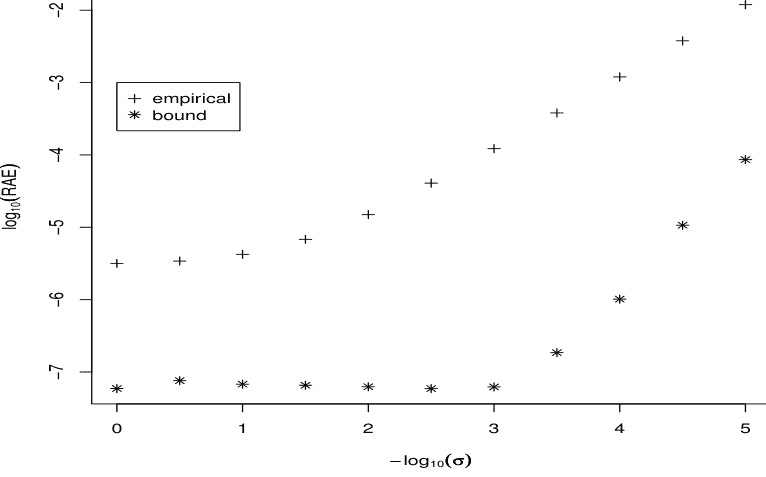 -2
-3
-4
-5
-6
-7
log₁₀(RAE)
+ empirical
* bound
0 1 2 3 4 5
−log₁₀(σ)